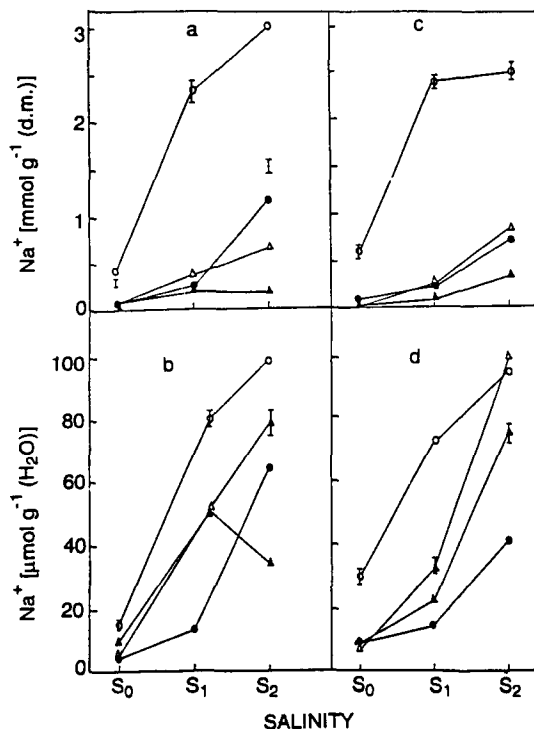 a
c
3
2
1
0
Na⁺ [mmol g⁻¹ (d.m.)]
b
d
100
80
60
40
20
0
Na⁺ [μmol g⁻¹ (H₂O)]
S₀ S₁ S₂ S₀ S₁ S₂
SALINITY